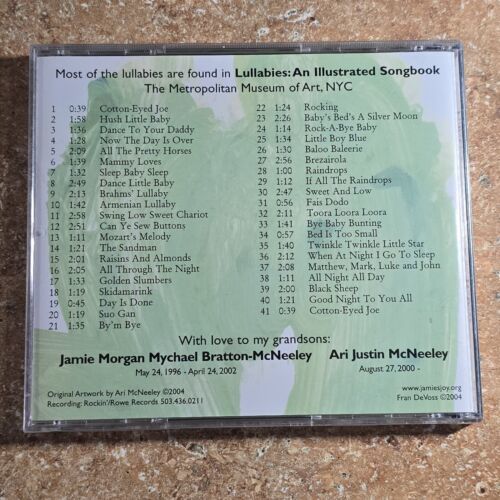 Most of the lullabies are found in Lullabies: An Illustrated Songbook
The Metropolitan Museum of Art, NYC
1 0:39 Cotton-Eyed Joe
2 1:58 Hush Little Baby
3 1:36 Dance To Your Daddy
4 1:28 Now The Day Is Over
5 2:09 All The Pretty Horses
6 1:39 Mammy Loves
7 1:32 Sleep Baby Sleep
8 2:49 Dance Little Baby
9 2:13 Brahms' Lullaby
10 1:42 Armenian Lullaby
11 2:58 Swing Low Sweet Chariot
12 2:51 Can Ye Sew Buttons
13 1:11 Mozart's Melody
14 1:21 The Sandman
15 2:01 Raisins And Almonds
16 2:05 All Through The Night
17 1:33 Golden Slumbers
18 1:19 Skidamarink
19 0:45 Day Is Done
20 1:19 Suo Gan
21 1:35 By'm Bye
22 1:24 Rocking
23 2:26 Baby's Bed's A Silver Moon
24 1:14 Rock-A-Bye Baby
25 1:34 Little Boy Blue
26 1:30 Baloo Baleerie
27 2:56 Brezairola
28 1:00 Raindrops
29 1:12 If All The Raindrops
30 2:47 Sweet And Low
31 0:56 Fais Dodo
32 2:11 Toora Loora Loora
33 1:41 Bye Baby Bunting
34 0:57 Bed Is Too Small
35 1:40 Twinkle Twinkle Little Star
36 2:12 When At Night I Go To Sleep
37 2:08 Matthew, Mark, Luke and John
38 1:11 All Night All Day
39 2:00 Black Sheep
40 1:21 Good Night To You All
41 0:39 Cotton-Eyed Joe
With love to my grandsons:
Jamie Morgan Mychael Bratton-McNeeley Ari Justin McNeeley
May 24, 1996 - April 24, 2002 August 27, 2000 -
Original Artwork by Ari McNeeley ©2004 www.jamiesjoy.org
Recording: Rockin'/Rowe Records 503.436.0211 Fran DeVoss ©2004